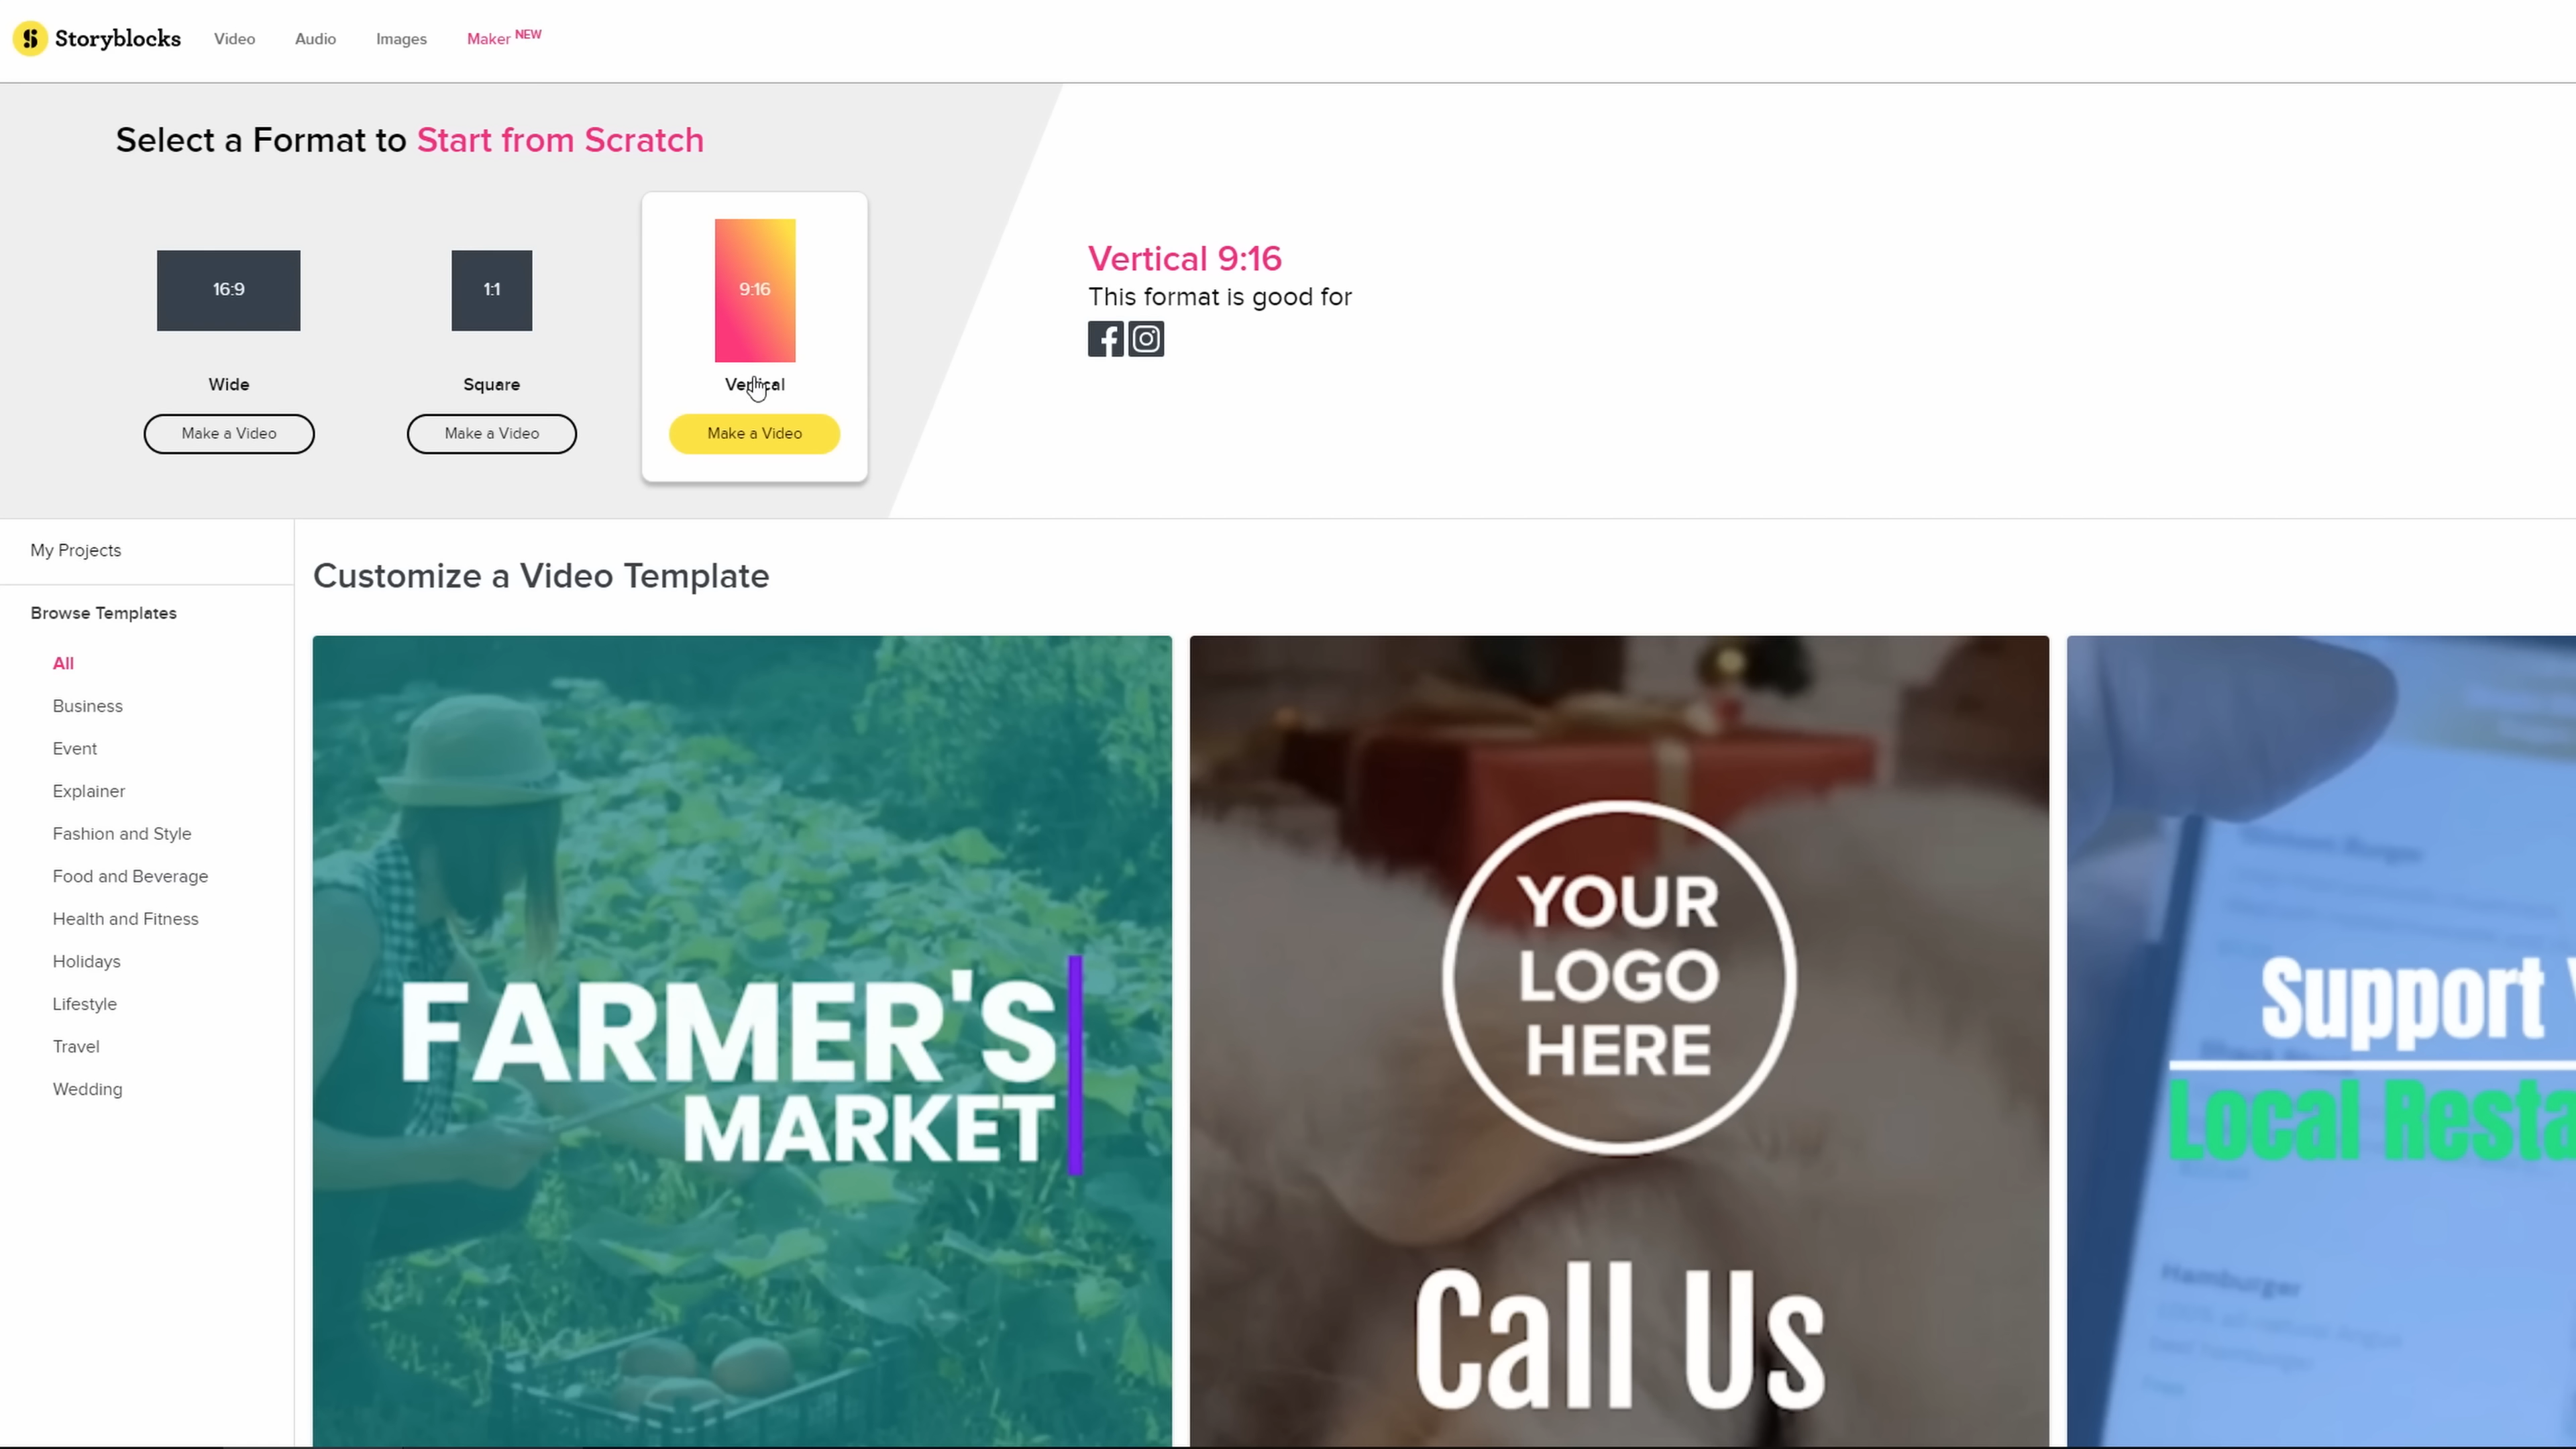 Storyblocks Video Audio Images Maker NEW
Select a Format to Start from Scratch
16:9 1:1 9:16
Wide Square Vertical
Make a Video Make a Video Make a Video
Vertical 9:16
This format is good for
My Projects
Browse Templates
All
Business
Event
Explainer
Fashion and Style
Food and Beverage
Health and Fitness
Holidays
Lifestyle
Travel
Wedding
Customize a Video Template
FARMER'S
MARKET
YOUR
LOGO
HERE
Call Us
Support
Local
Hamburger